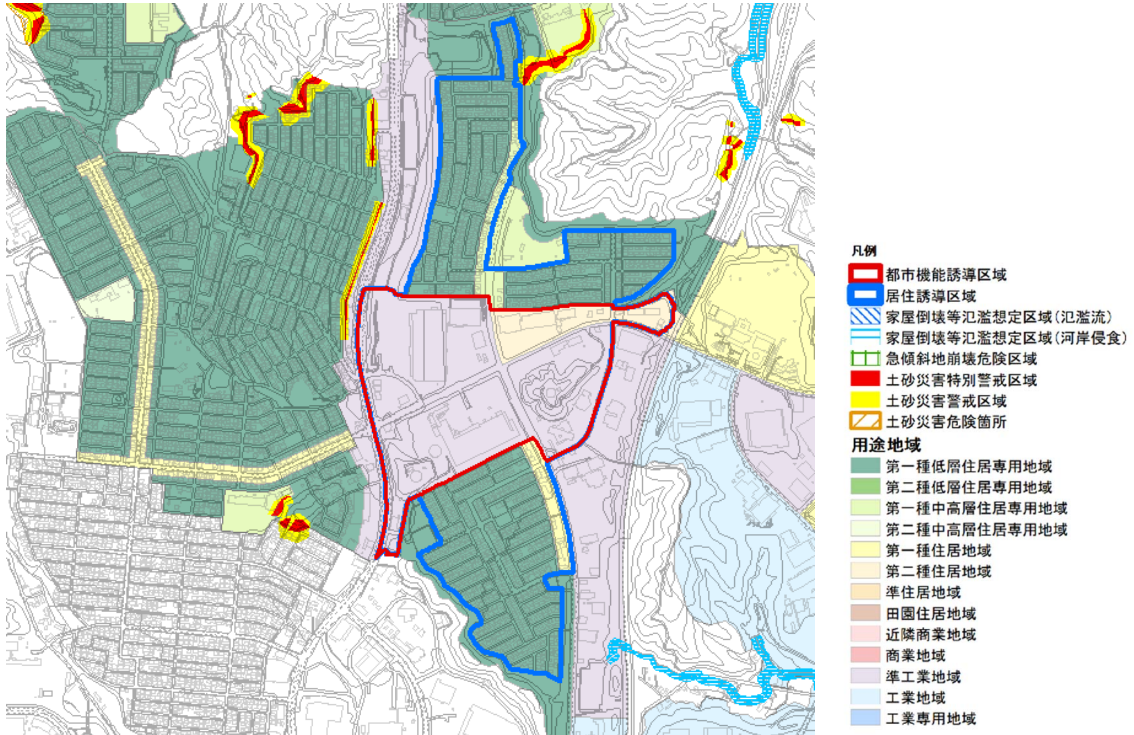 凡例
都市機能誘導区域
居住誘導区域
家屋倒壊等氾濫想定区域(氾濫流)
家屋倒壊等氾濫想定区域(河岸侵食)
急傾斜地崩壊危険区域
土砂災害特別警戒区域
土砂災害警戒区域
土砂災害危険箇所
用途地域
第一種低層住居専用地域
第二種低層住居専用地域
第一種中高層住居専用地域
第二種中高層住居専用地域
第一種住居地域
第二種住居地域
準住居地域
田園住居地域
近隣商業地域
商業地域
準工業地域
工業地域
工業専用地域